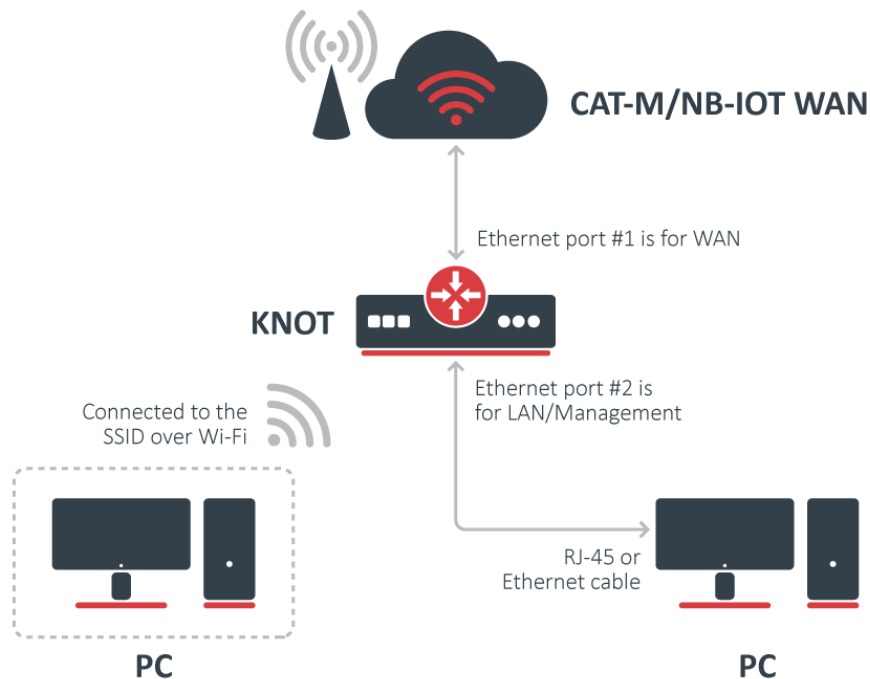 CAT-M/NB-IOT WAN
Ethernet port #1 is for WAN
KNOT
Ethernet port #2 is
for LAN/Management
Connected to the
SSID over Wi-Fi
RJ-45 or
Ethernet cable
PC
PC